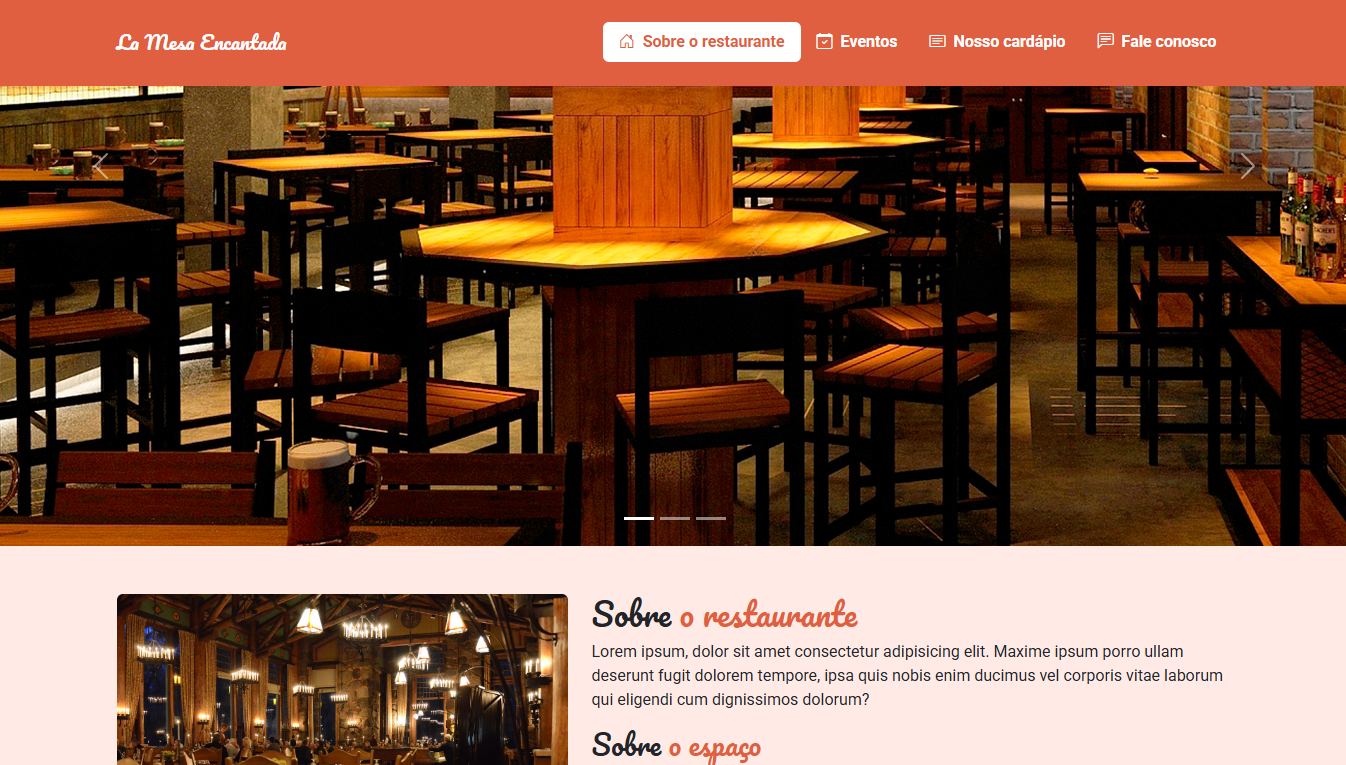 La Mesa Encantada
Sobre o restaurante
Eventos
Nosso cardápio
Fale conosco
Sobre o restaurante
Lorem ipsum, dolor sit amet consectetur adipisicing elit. Maxime ipsum porro ullam
deserunt fugit dolorem tempore, ipsa quis nobis enim ducimus vel corporis vitae laborum
qui eligendi cum dignissimos dolorum?
Sobre o espaço